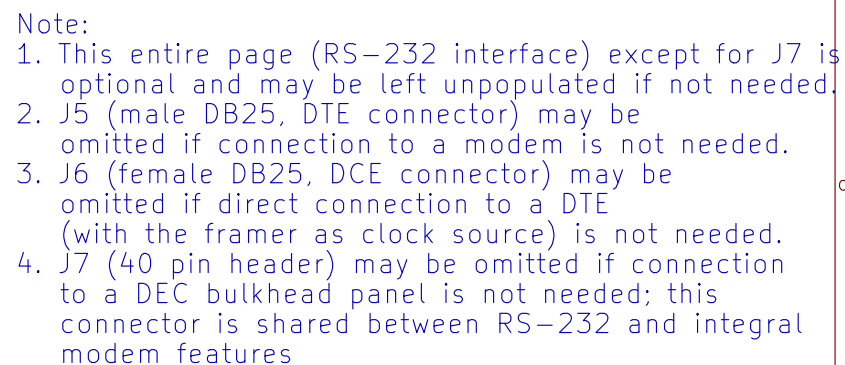 Note:
1. This entire page (RS-232 interface) except for J7 is
optional and may be left unpopulated if not needed.
2. J5 (male DB25, DTE connector) may be
omitted if connection to a modem is not needed.
3. J6 (female DB25, DCE connector) may be
omitted if direct connection to a DTE
(with the framer as clock source) is not needed.
4. J7 (40 pin header) may be omitted if connection
to a DEC bulkhead panel is not needed; this
connector is shared between RS-232 and integral
modem features